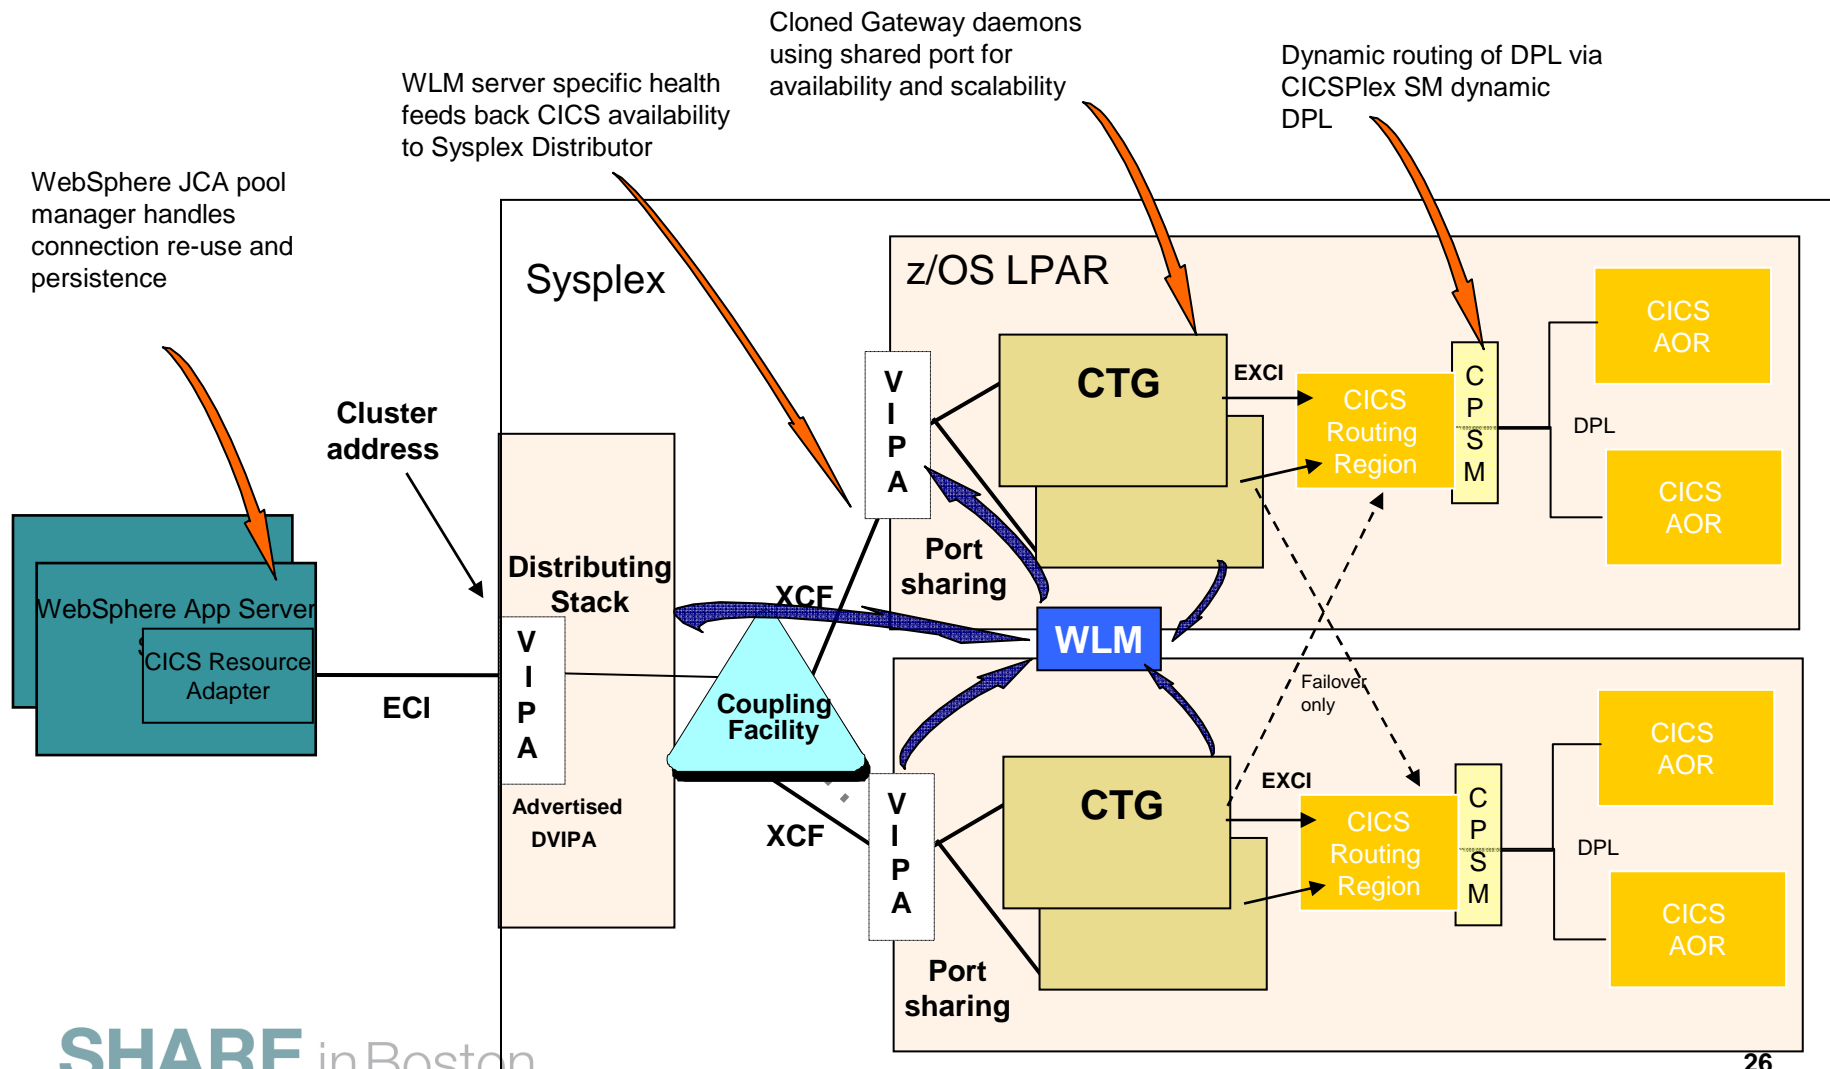 Cloned Gateway daemons
using shared port for
availability and scalability
Dynamic routing of DPL via
CICSPlex SM dynamic
DPL
WLM server specific health
feeds back CICS availability
to Sysplex Distributor
WebSphere JCA pool
manager handles
connection re-use and
persistence
Sysplex
z/OS LPAR
Cluster
address
V
I
P
A
CTG
EXCI
CICS
Routing
Region
C
P
S
M
DPL
CICS
AOR
CICS
AOR
Port
sharing
Distributing
Stack
XCF
WLM
WebSphere App Server
CICS Resource
Adapter
ECI
V
I
P
A
Advertised
DVIPA
Coupling
Facility
XCF
Failover
only
V
I
P
A
CTG
EXCI
CICS
Routing
Region
C
P
S
M
DPL
CICS
AOR
CICS
AOR
Port
sharing
SHARE in Boston
26